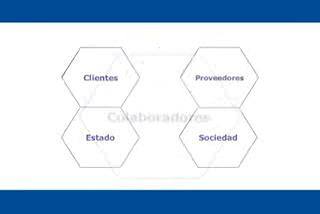 Clientes
Proveedores
Colaboradores
Estado
Sociedad